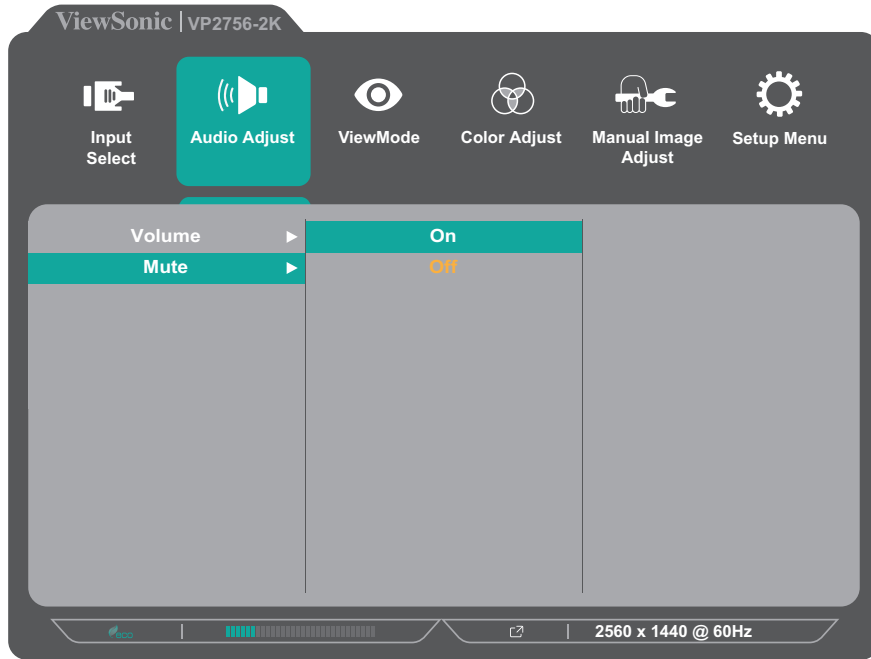 ViewSonic | VP2756-2K
Input Select
Audio Adjust
ViewMode
Color Adjust
Manual Image Adjust
Setup Menu
Volume
On
Mute
Off
eco
2560 x 1440 @ 60Hz